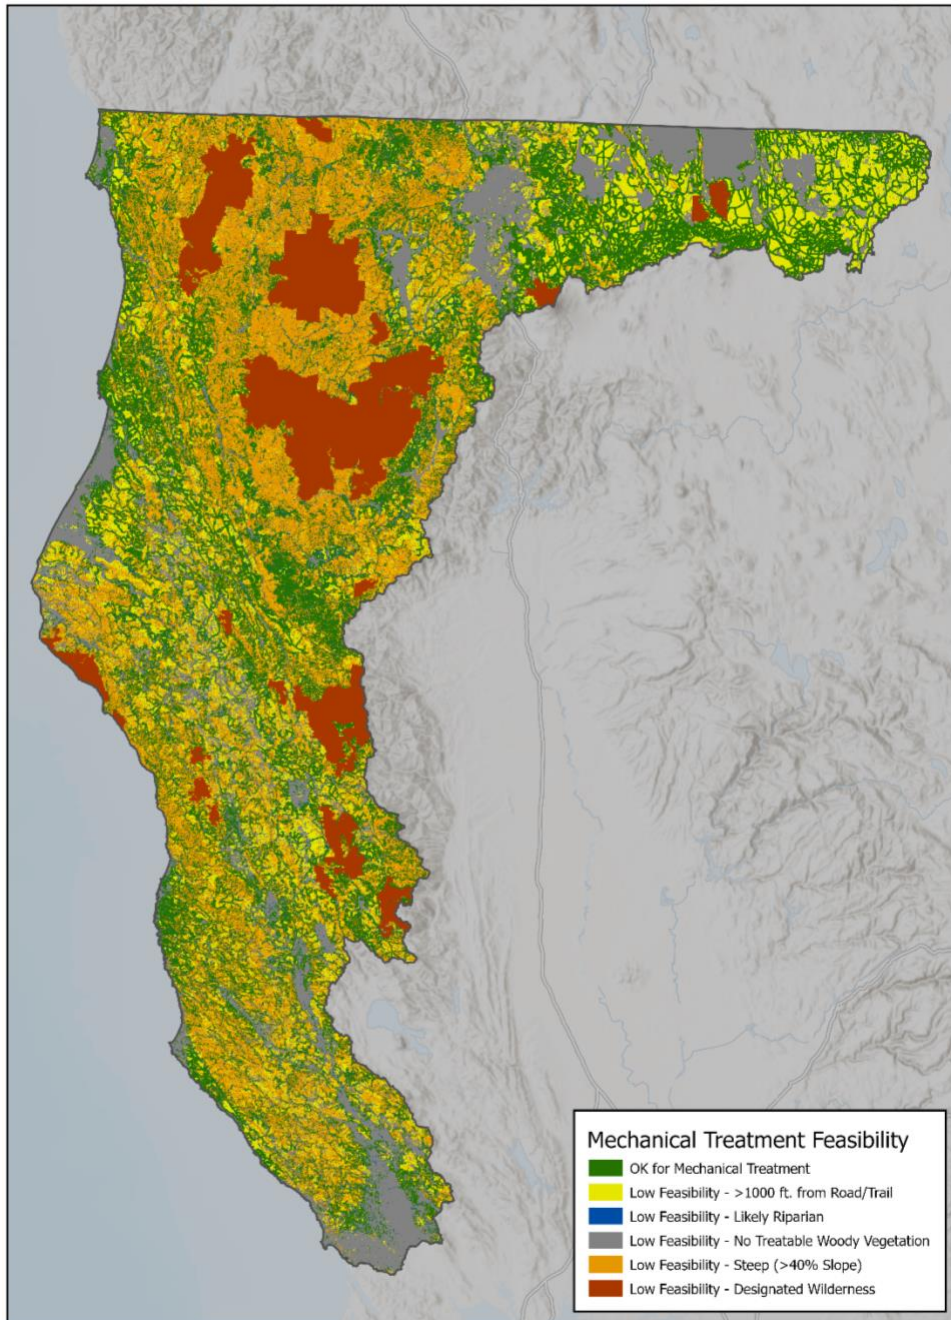 Mechanical Treatment Feasibility
OK for Mechanical Treatment
Low Feasibility - >1000 ft. from Road/Trail
Low Feasibility - Likely Riparian
Low Feasibility - No Treatable Woody Vegetation
Low Feasibility - Steep (>40% Slope)
Low Feasibility - Designated Wilderness